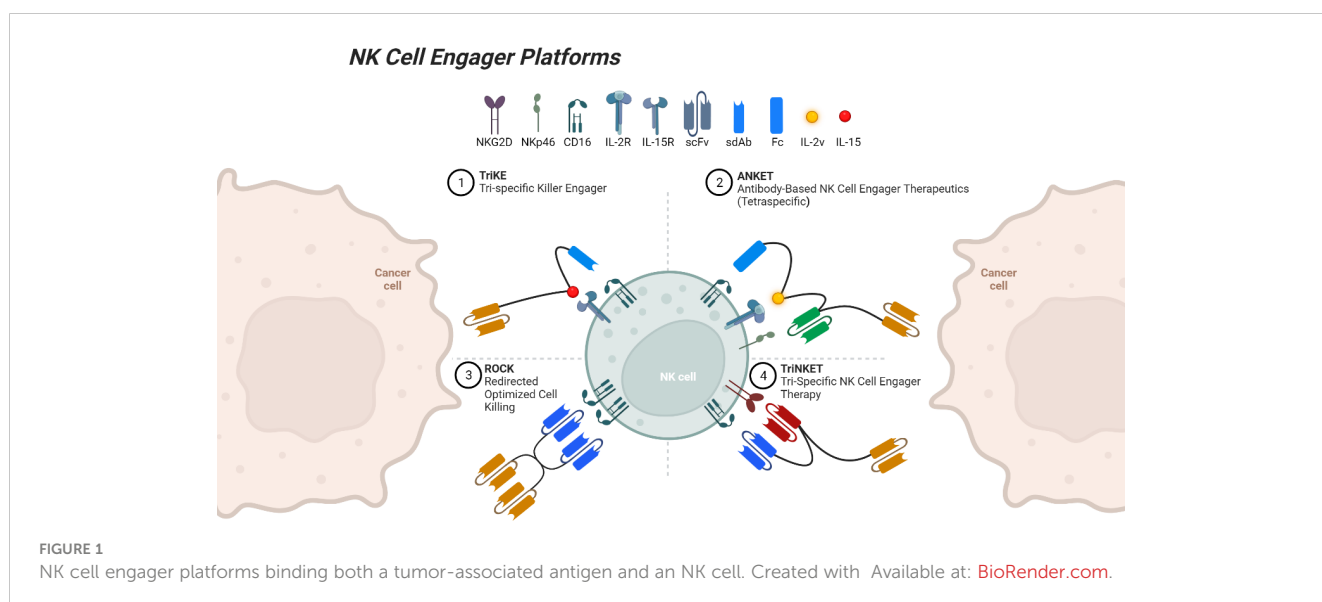 NK Cell Engager Platforms
NKG2D NKp46 CD16 IL-2R IL-15R scFv sdAb Fc IL-2v IL-15
1 TriKE
Tri-specific Killer Engager
2 ANKET
Antibody-Based NK Cell Engager Therapeutics
(Tetraspecific)
Cancer
cell
Cancer
cell
NK cell
3 ROCK
Redirected
Optimized Cell
Killing
4 TriNKET
Tri-Specific NK Cell Engager
Therapy
FIGURE 1
NK cell engager platforms binding both a tumor-associated antigen and an NK cell. Created with Available at: BioRender.com.